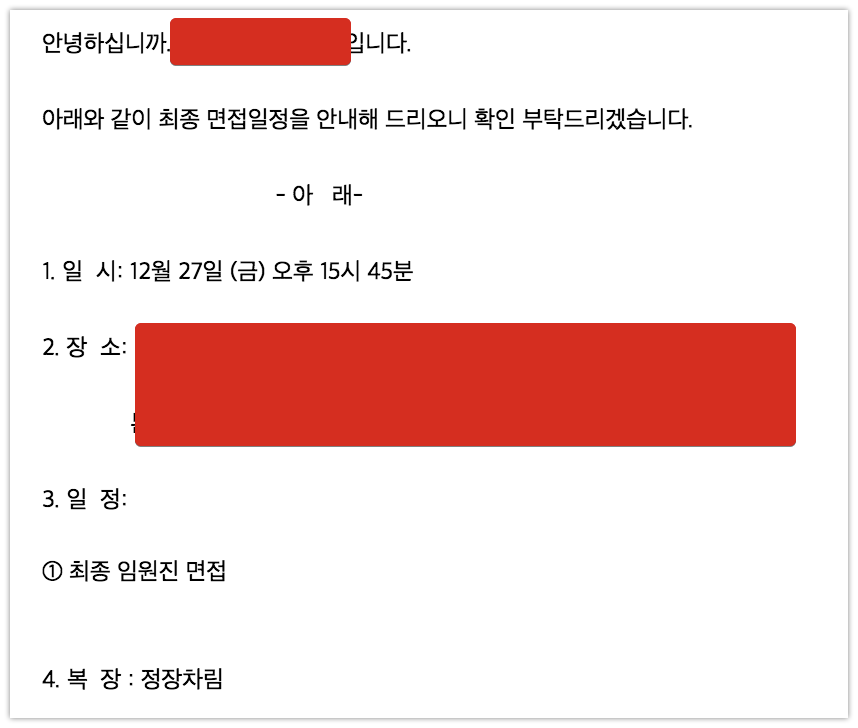 안녕하십니까. 입니다.
아래와 같이 최종 면접일정을 안내해 드리오니 확인 부탁드리겠습니다.
- 아 래-
1. 일 시: 12월 27일 (금) 오후 15시 45분
2. 장 소:
3. 일 정:
① 최종 임원진 면접
4. 복 장 : 정장차림